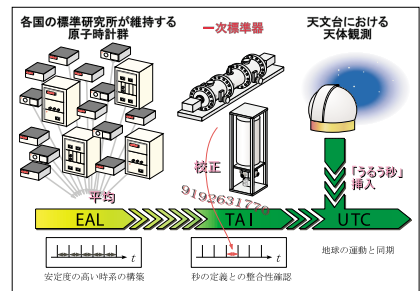 各国の標準研究所が維持する
原子時計群
一次標準器
天文台における
天体観測
校正
「うるう秒」
挿入
平均
9192631770
EAL
TAI
UTC
t
t
安定度の高い時系の構築
秒の定義との整合性確認
地球の運動と同期